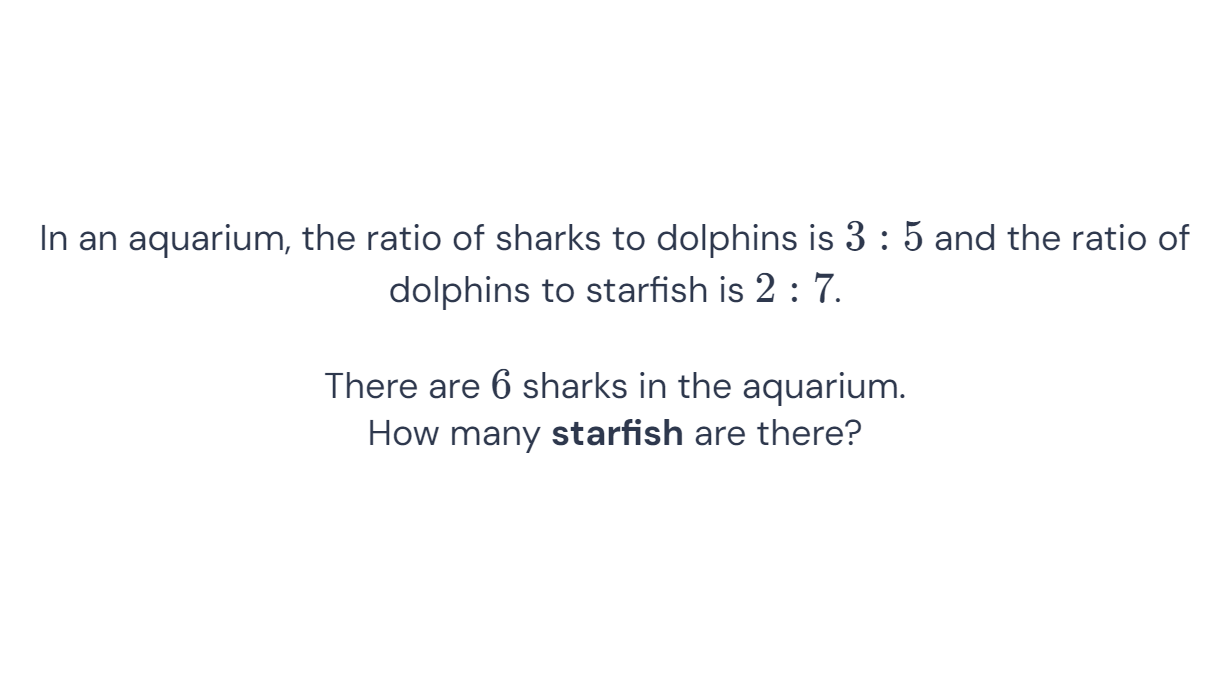 In an aquarium, the ratio of sharks to dolphins is 3 : 5 and the ratio of
dolphins to starfish is 2 : 7.
There are 6 sharks in the aquarium.
How many starfish are there?